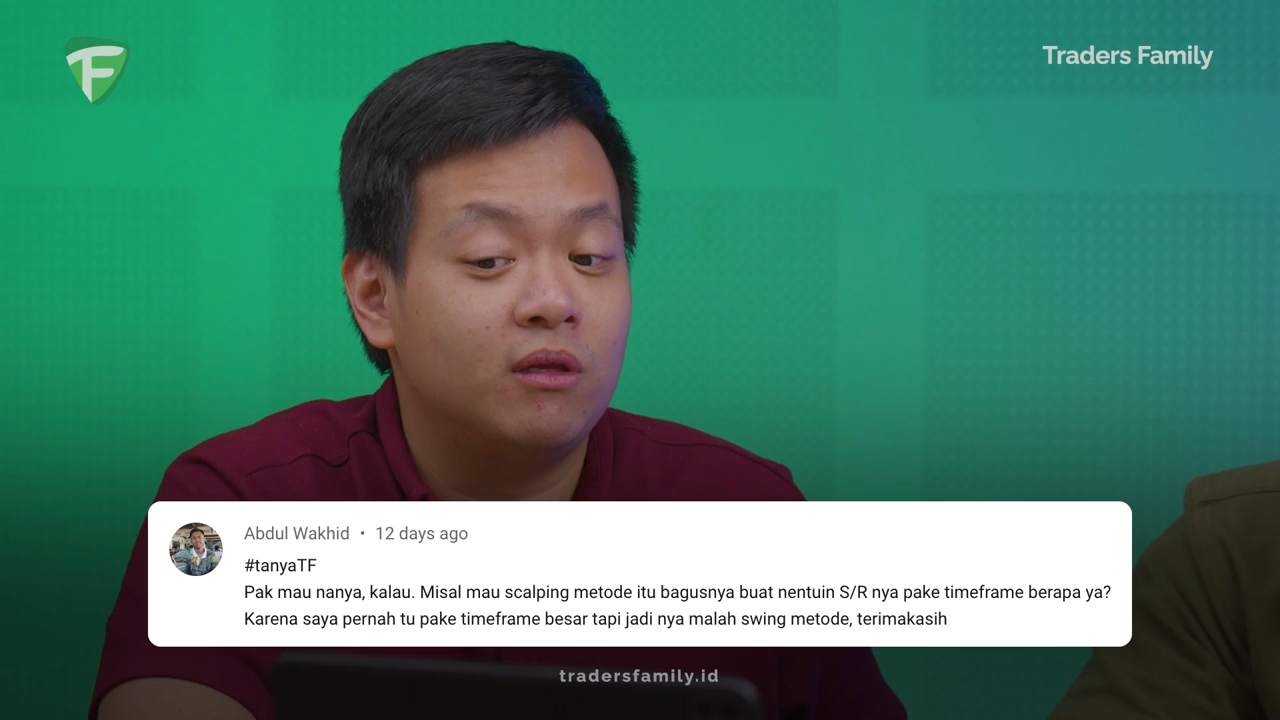 TF
Traders Family
Abdul Wakhid • 12 days ago
#tanyaTF
Pak mau nanya, kalau. Misal mau scalping metode itu bagusnya buat nentuin S/R nya pake timeframe berapa ya?
Karena saya pernah tu pake timeframe besar tapi jadi nya malah swing metode, terimakasih
tradersfamily.id